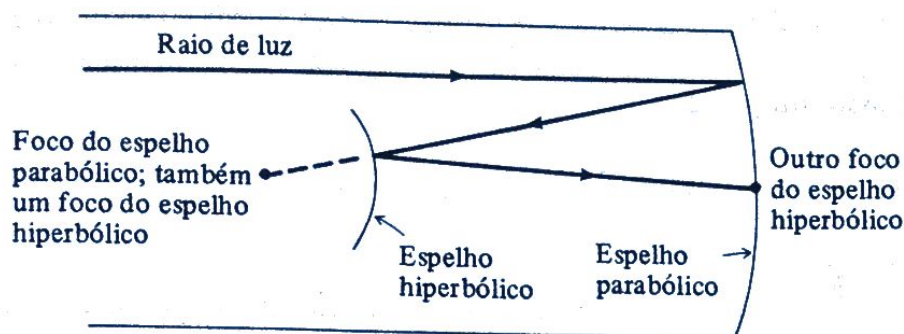 Raio de luz
Foco do espelho
parabólico; também
um foco do espelho
hiperbólico
Espelho
hiperbólico
Espelho
parabólico
Outro foco
do espelho
hiperbólico